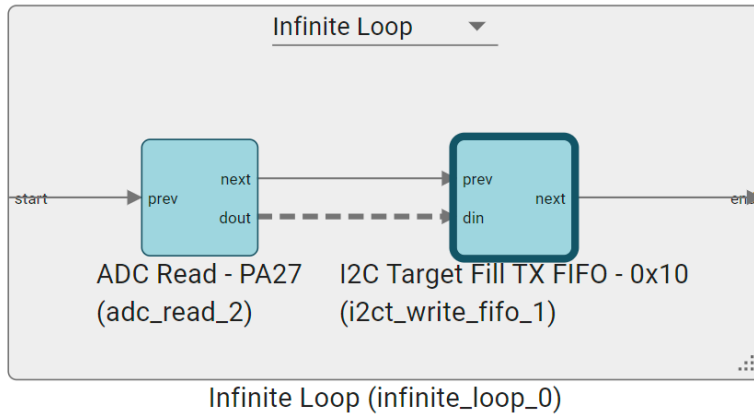 Infinite Loop
start
prev
next
dout
prev
din
next
ADC Read - PA27
(adc_read_2)
I2C Target Fill TX FIFO - 0x10
(i2ct_write_fifo_1)
Infinite Loop (infinite_loop_0)